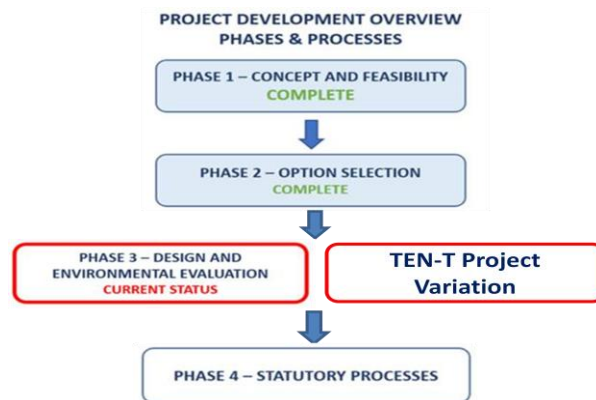 PROJECT DEVELOPMENT OVERVIEW
PHASES & PROCESSES
PHASE 1 – CONCEPT AND FEASIBILITY
COMPLETE
PHASE 2 – OPTION SELECTION
COMPLETE
PHASE 3 – DESIGN AND
ENVIRONMENTAL EVALUATION
CURRENT STATUS
TEN-T Project
Variation
PHASE 4 – STATUTORY PROCESSES